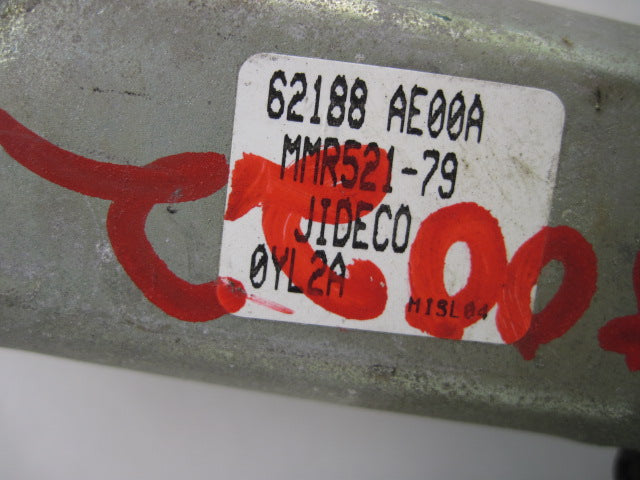 62188 AE00A
MMR521-79
JIDECO
0YL2A
MISL04